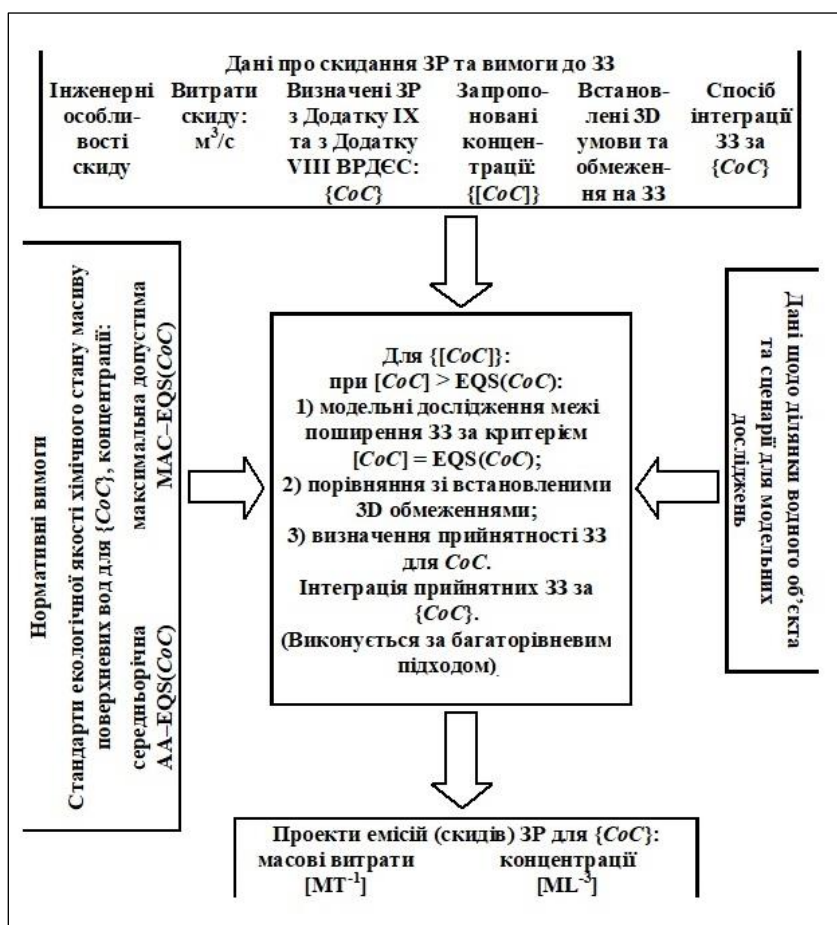 Дані про скидання ЗР та вимоги до ЗЗ
Інженерні
особли-
вості
скиду
Витрати
скиду:
м³/с
Визначені ЗР
з Додатку IX
та з Додатку
VIII ВРДЄС:
{CoC}
Запропо-
новані
концен-
трації:
{[CoC]}
Встанов-
лені 3D
умови та
обмежен-
ня на ЗЗ
Спосіб
інтеграції
ЗЗ за
{CoC}
Нормативні вимоги
Стандарти екологічної якості хімічного стану масиву
поверхневих вод для {CoC}, концентрації:
середньорічна
AA–EQS(CoC)
максимальна допустима
MAC–EQS(CoC)
Для {[CoC]}:
при [CoC] > EQS(CoC):
1) модельні дослідження межі
поширення ЗЗ за критерієм
[CoC] = EQS(CoC);
2) порівняння зі встановленими
3D обмеженнями;
3) визначення прийнятності ЗЗ
для CoC.
Інтеграція прийнятних ЗЗ за
{CoC}.
(Виконується за багаторівневим
підходом)
Дані щодо ділянки водного об’єкта
та сценарії для модельних
досліджень
Проекти емісій (скидів) ЗР для {CoC}:
масові витрати
[MT⁻¹]
концентрації
[ML⁻³]